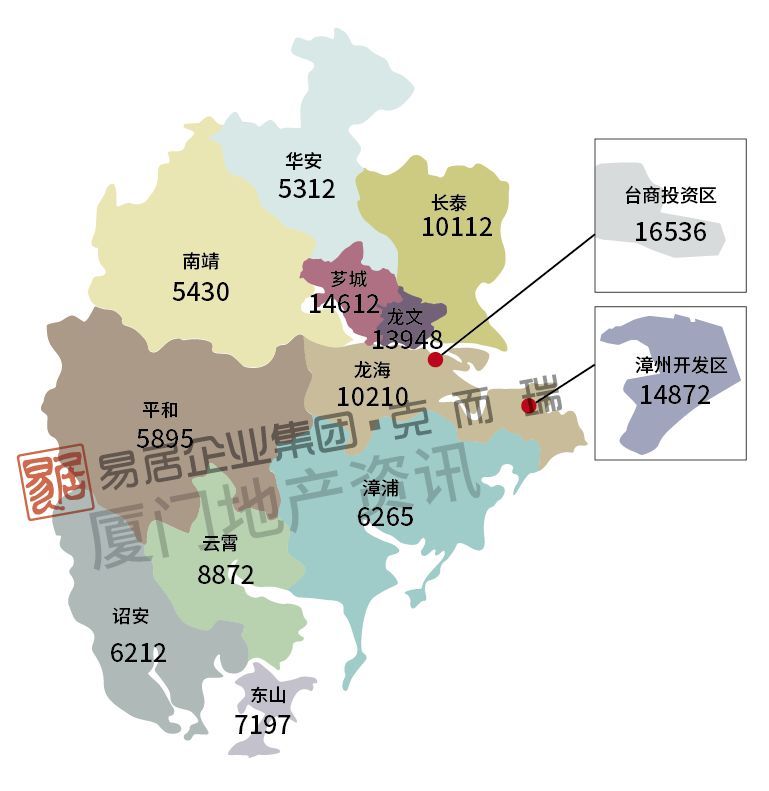 华安
5312
长泰
10112
台商投资区
16536
南靖
5430
芗城
14612
龙文
13948
龙海
10210
漳州开发区
14872
平和
5895
易居企业集团·克而瑞
易居
厦门地产资讯
漳浦
6265
云霄
8872
诏安
6212
东山
7197